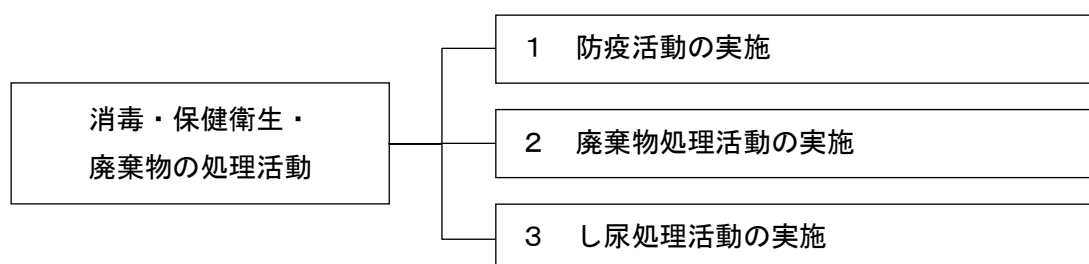 消毒・保健衛生・
廃棄物の処理活動
１　防疫活動の実施
２　廃棄物処理活動の実施
３　し尿処理活動の実施